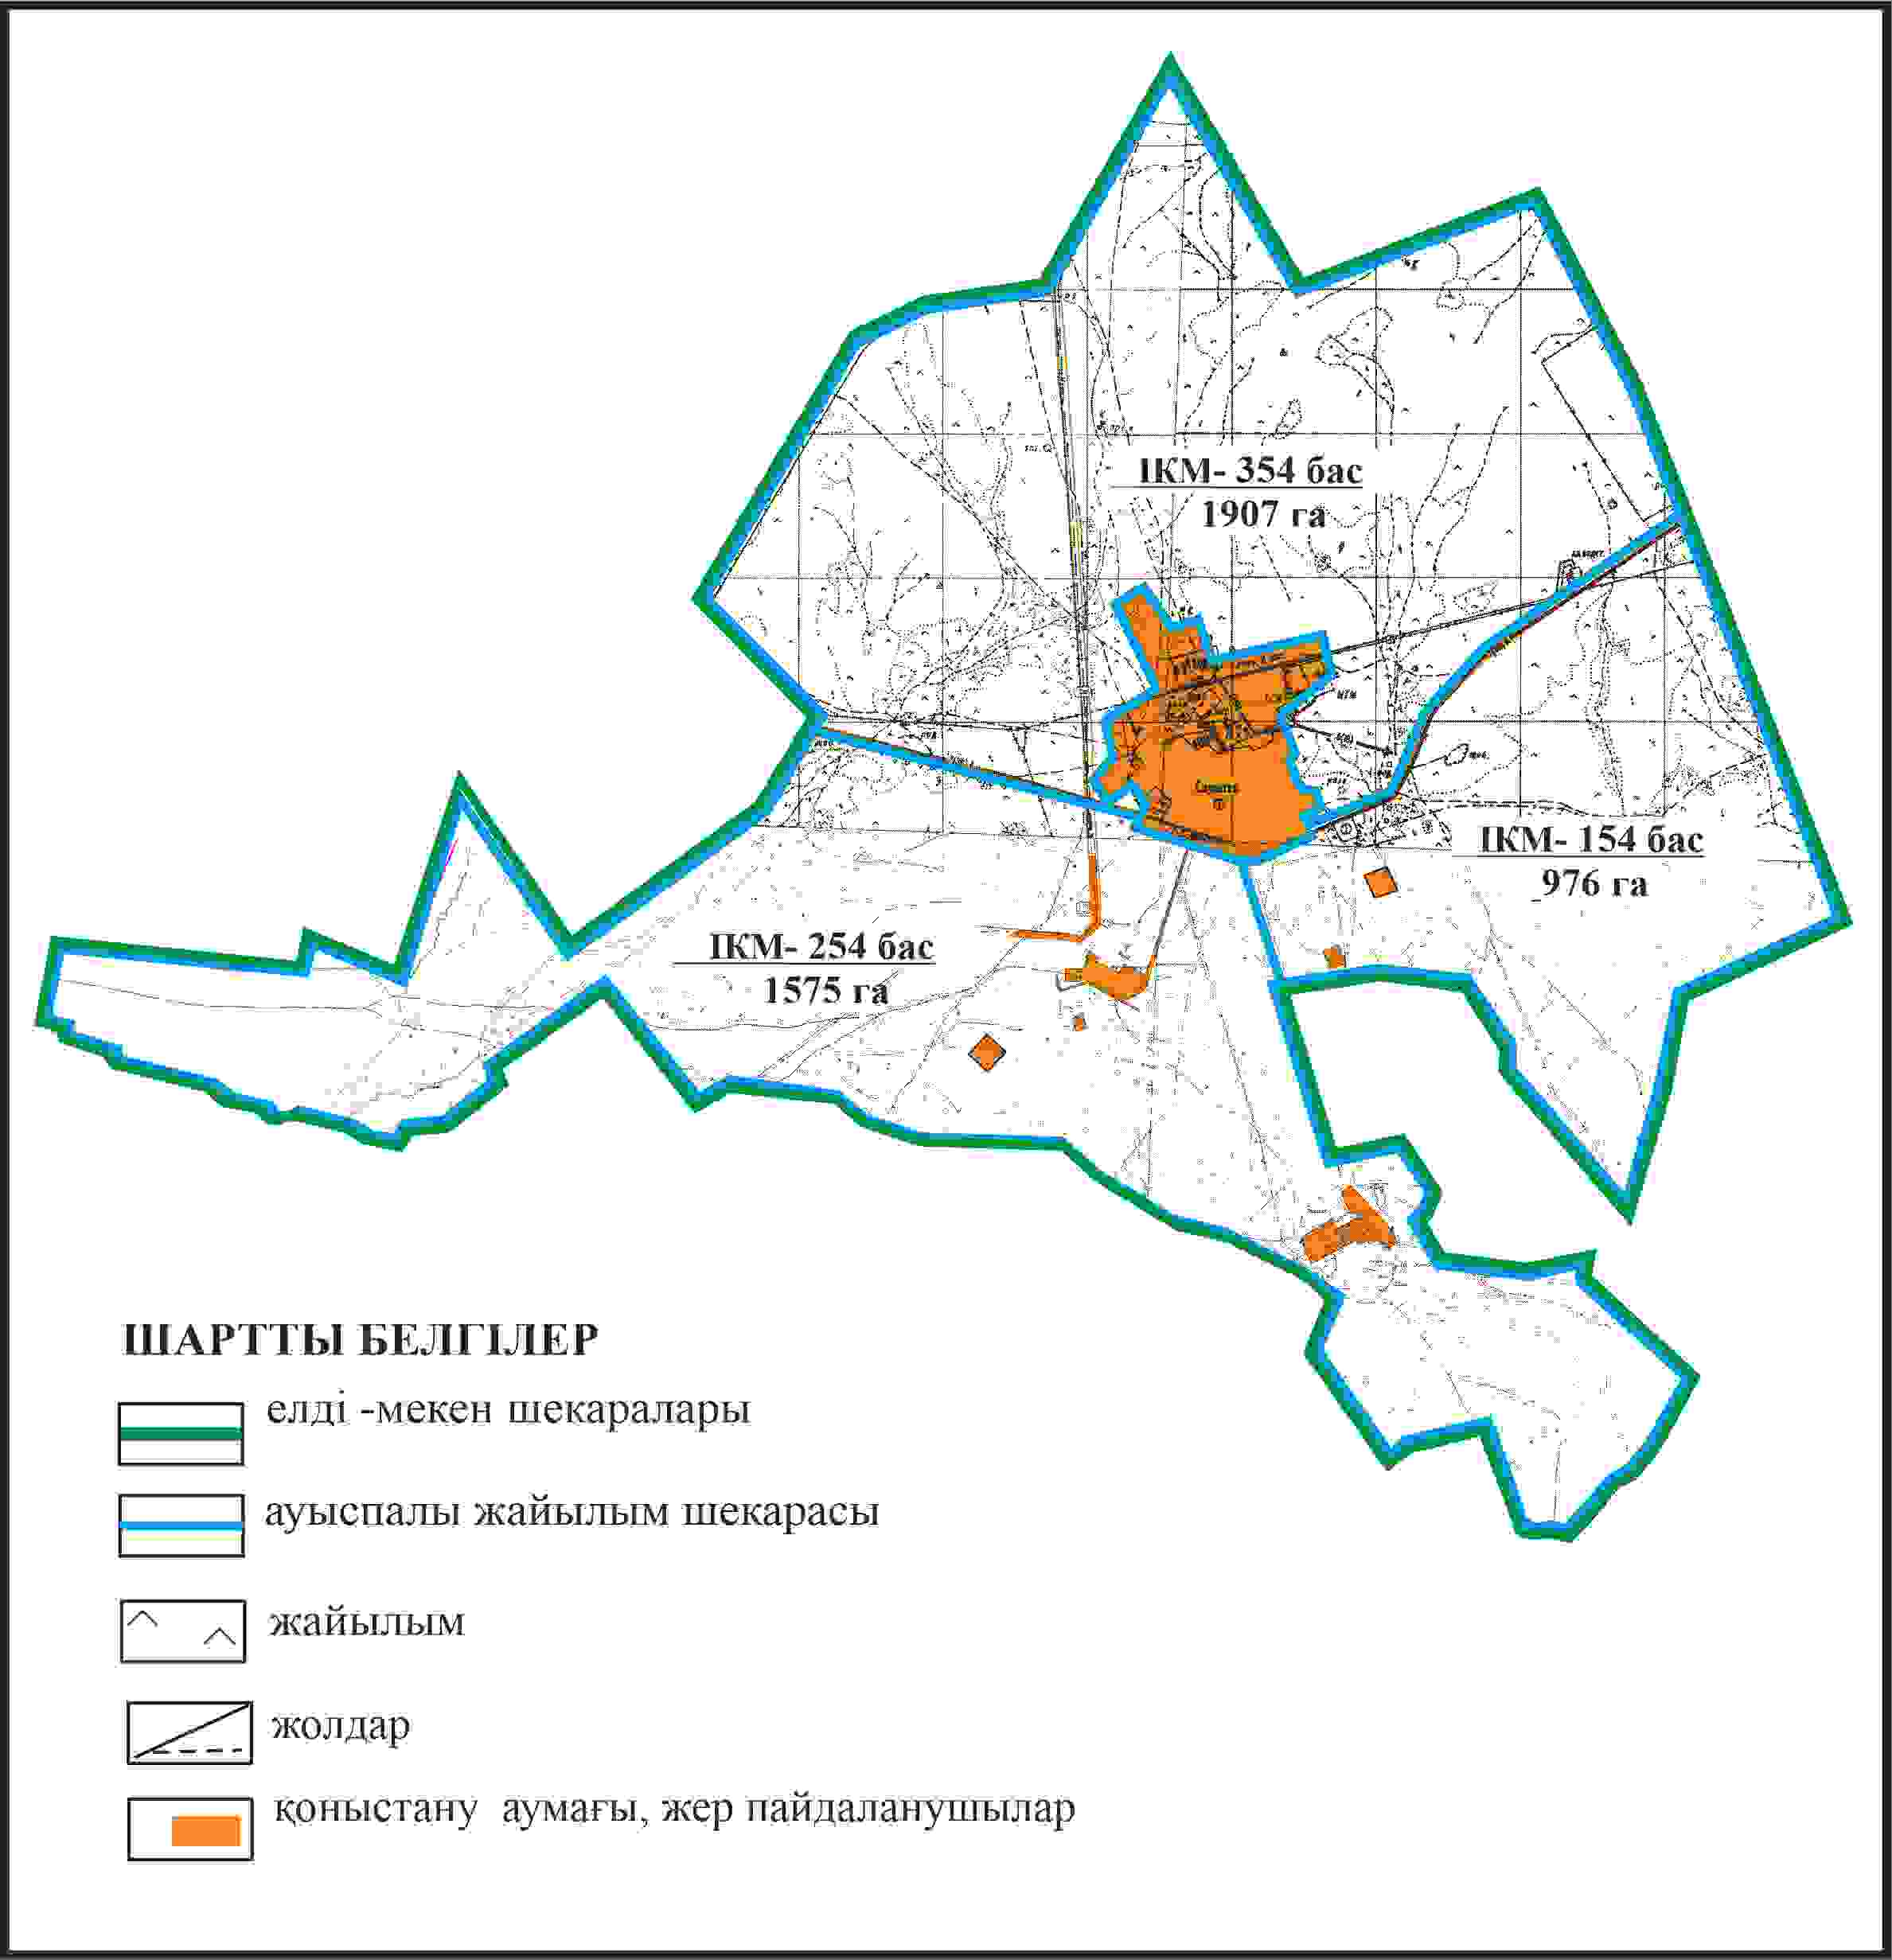 ІКМ- 354 бас
1907 га
ІКМ- 154 бас
976 га
ІКМ- 254 бас
1575 га
ШАРТТЫ БЕЛГІЛЕР
елді -мекен шекаралары
ауыспалы жайылым шекарасы
жайылым
жолдар
қоныстану аумағы, жер пайдаланушылар